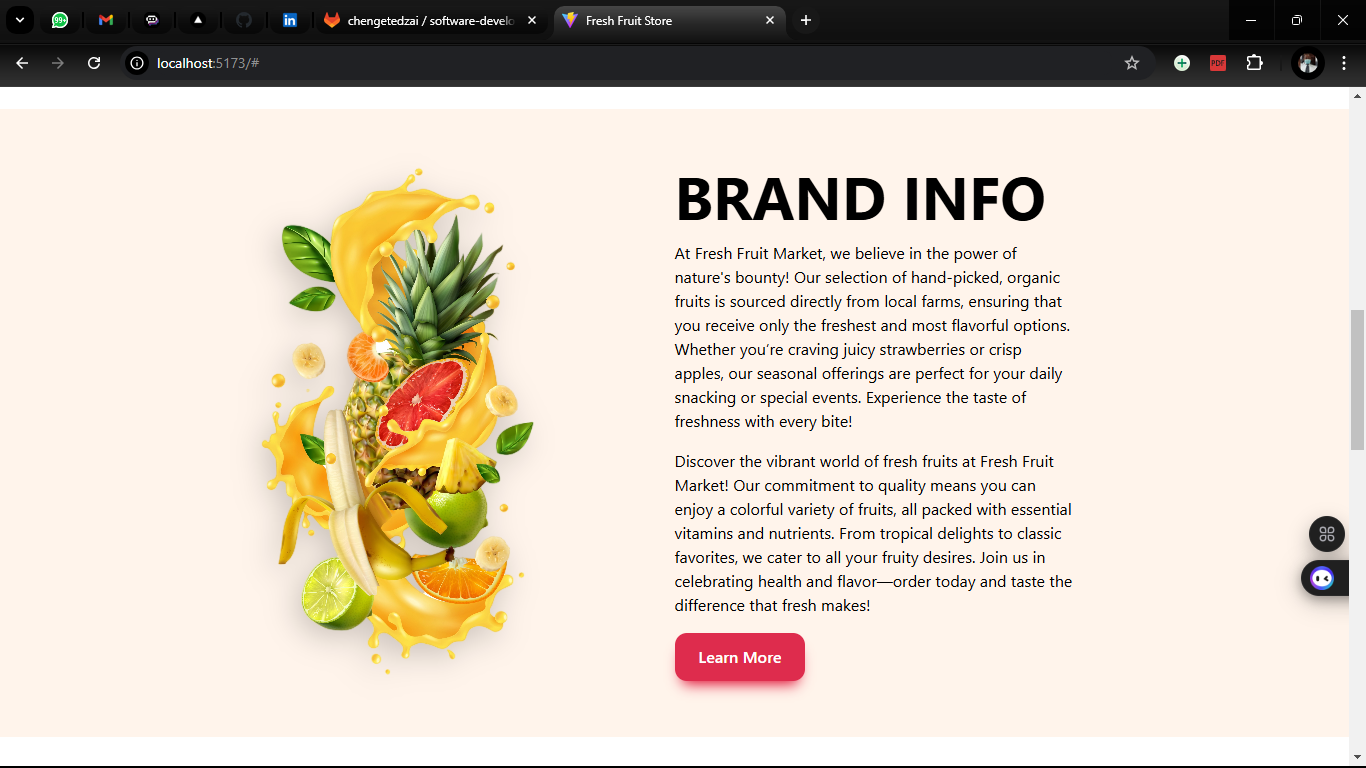 99+
chengetedzai / software-develo
Fresh Fruit Store
localhost:5173/#
PDF
BRAND INFO
At Fresh Fruit Market, we believe in the power of
nature's bounty! Our selection of hand-picked, organic
fruits is sourced directly from local farms, ensuring that
you receive only the freshest and most flavorful options.
Whether you're craving juicy strawberries or crisp
apples, our seasonal offerings are perfect for your daily
snacking or special events. Experience the taste of
freshness with every bite!
Discover the vibrant world of fresh fruits at Fresh Fruit
Market! Our commitment to quality means you can
enjoy a colorful variety of fruits, all packed with essential
vitamins and nutrients. From tropical delights to classic
favorites, we cater to all your fruity desires. Join us in
celebrating health and flavor—order today and taste the
difference that fresh makes!
Learn More